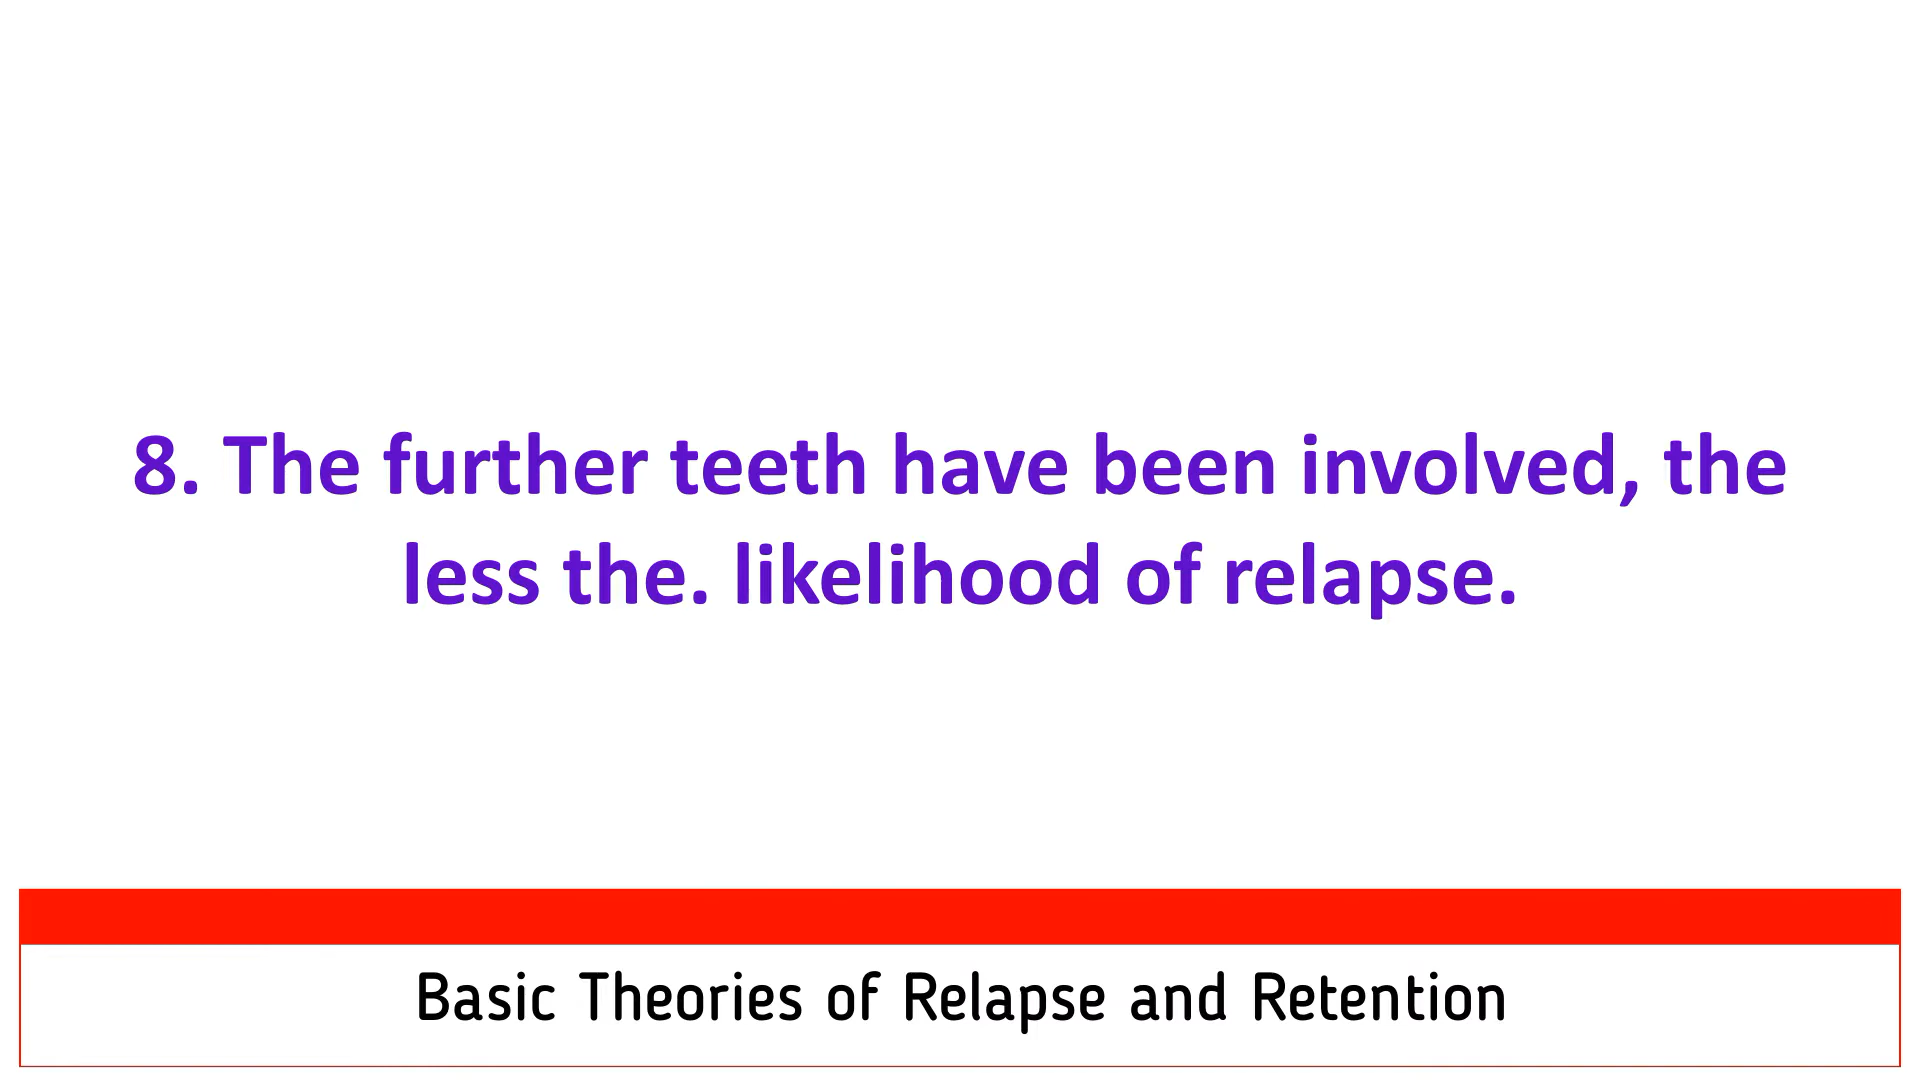 8. The further teeth have been involved, the
less the. likelihood of relapse.
Basic Theories of Relapse and Retention